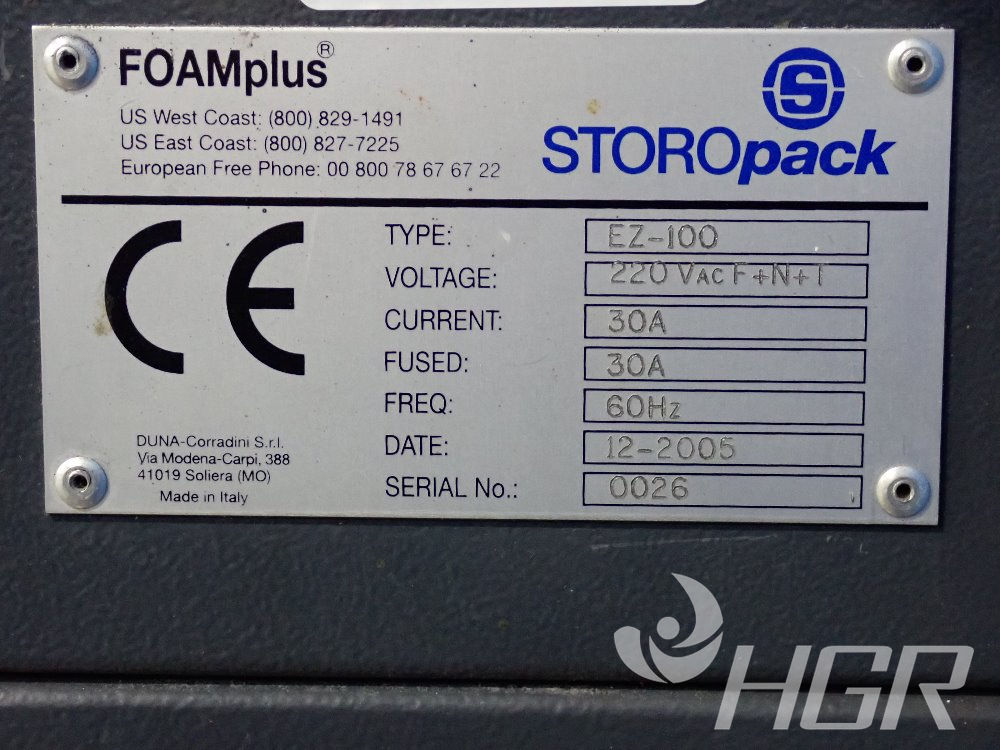 FOAMplus®
US West Coast: (800) 829-1491
US East Coast: (800) 827-7225
European Free Phone: 00 800 78 67 67 22
S
STOROpack
CE
TYPE: EZ-100
VOLTAGE: 220 VAC F+N+T
CURRENT: 30A
FUSED: 30A
FREQ: 60Hz
DATE: 12-2005
SERIAL No.: 0026
DUNA-Corradini S.r.l.
Via Modena-Carpi, 388
41019 Soliera (MO)
Made in Italy
HGR